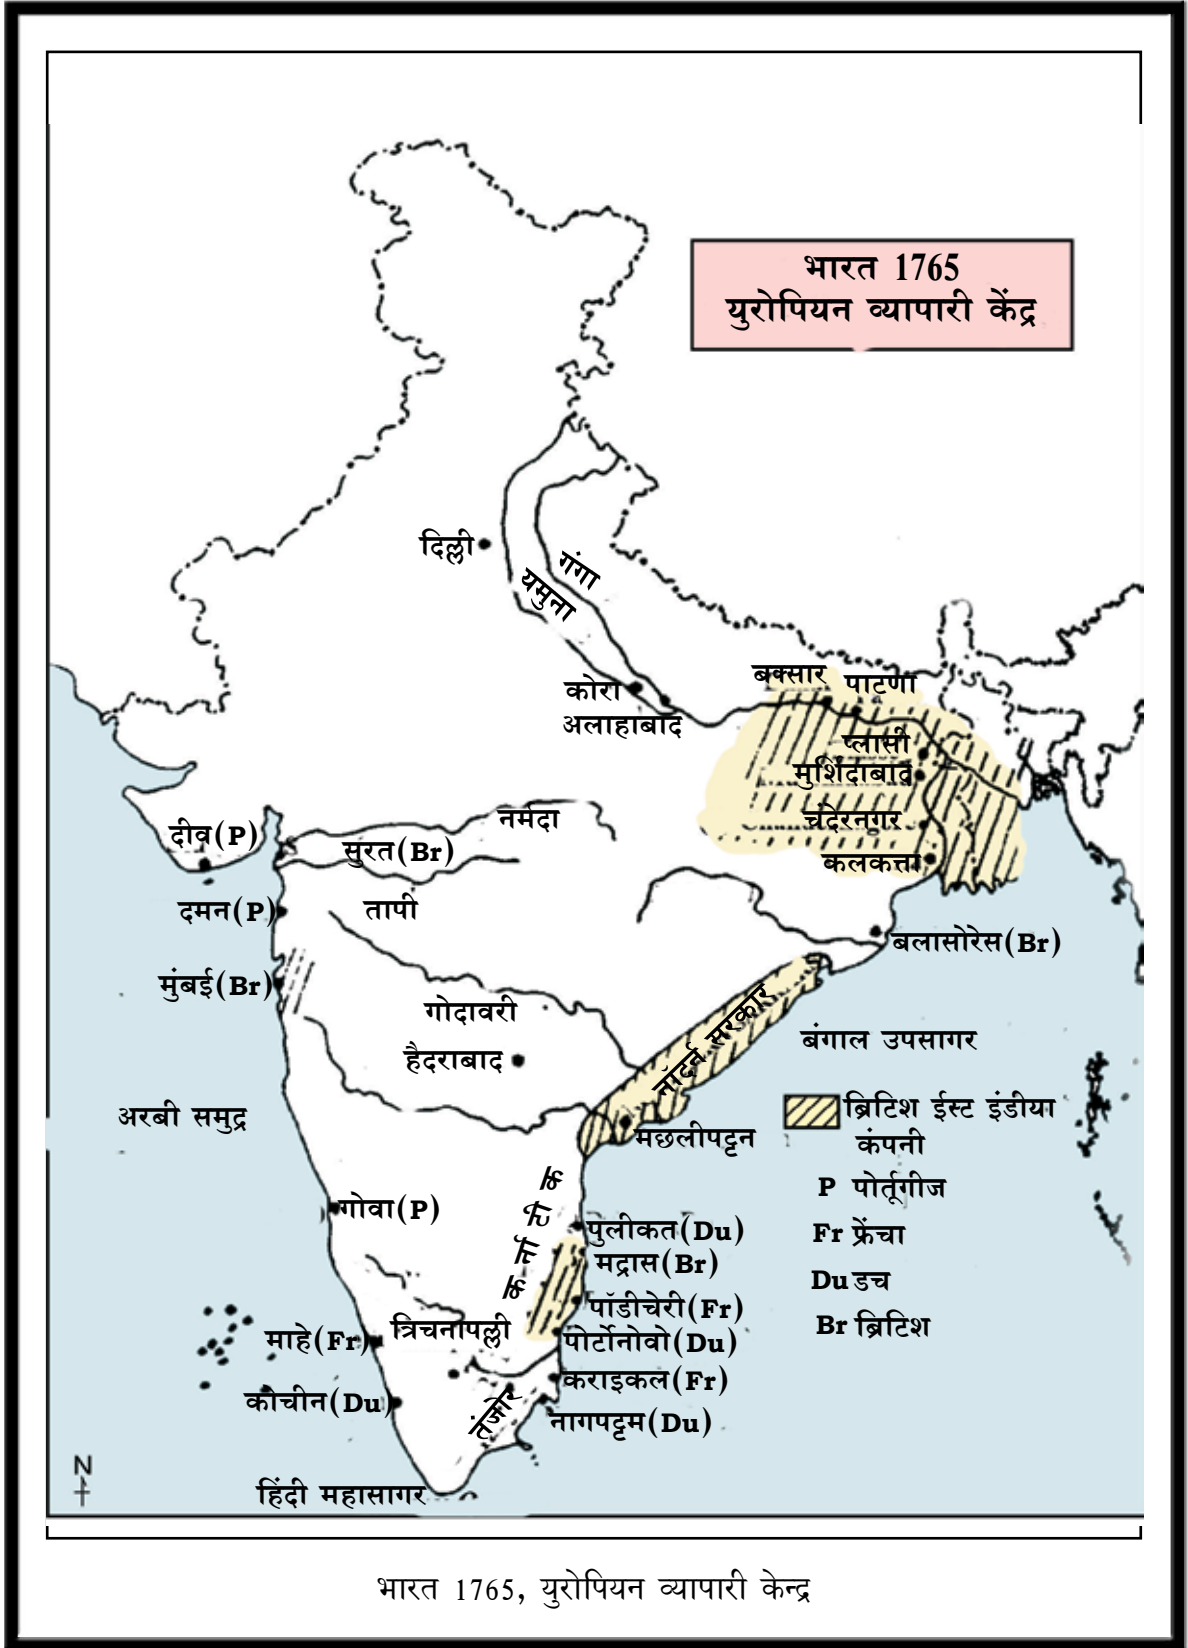 भारत 1765
युरोपियन व्यापारी केंद्र
दिल्ली
गंगा
यमुना
कोरा
अलाहाबाद
बक्सार
पाटणा
प्लासी
मुर्शिदाबाद
चंदेरनगर
कलकत्ता
नर्मदा
दीव(P)
सुरत(Br)
तापी
दमन(P)
बलासोरेस(Br)
मुंबई(Br)
गोदावरी
नॉदर्न सरकार
हैदराबाद
बंगाल उपसागर
अरबी समुद्र
मछलीपट्टन
ब्रिटिश ईस्ट इंडीया
कंपनी
P पोर्तूगीज
Fr फ्रेंचा
Du डच
Br ब्रिटिश
गोवा(P)
कर्नाटीक
पुलीकत(Du)
मद्रास(Br)
पॉडीचेरी(Fr)
त्रिचनापल्ली
पोर्टोनोवो(Du)
माहे(Fr)
कराइकल(Fr)
कोचीन(Du)
तंजोर
नागपट्टम(Du)
N
हिंदी महासागर
भारत 1765, युरोपियन व्यापारी केन्द्र